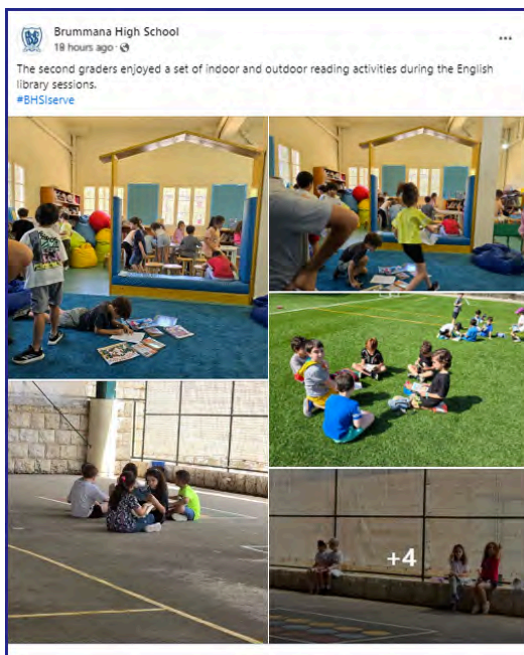 Brummana High School
19 hours ago ·
The second graders enjoyed a set of indoor and outdoor reading activities during the English
library sessions.
#BHSIserve
+4